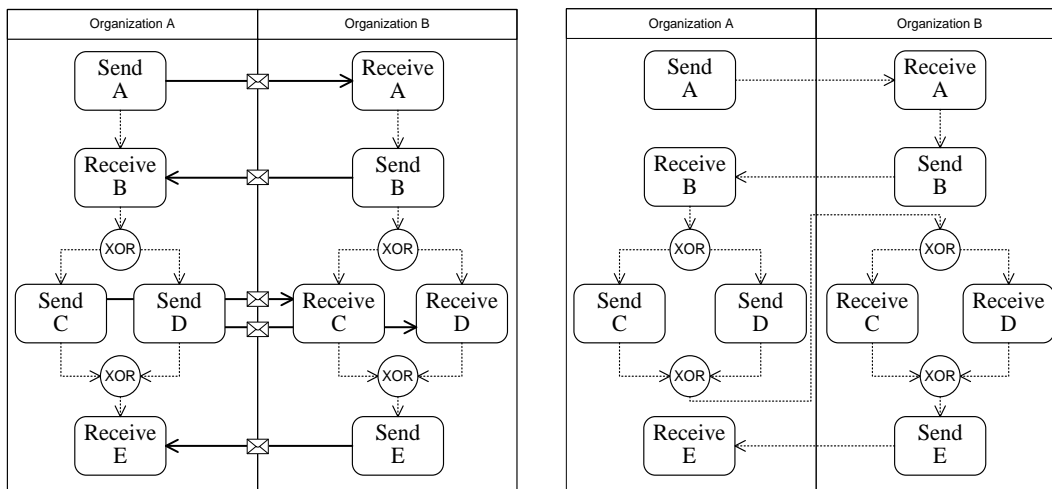 Organization A
Organization B
Send
A
Receive
A
Receive
B
Send
B
XOR
XOR
Send
C
Send
D
Receive
C
Receive
D
XOR
XOR
Receive
E
Send
E
Organization A
Organization B
Send
A
Receive
A
Receive
B
Send
B
XOR
XOR
Send
C
Send
D
Receive
C
Receive
D
XOR
XOR
Receive
E
Send
E